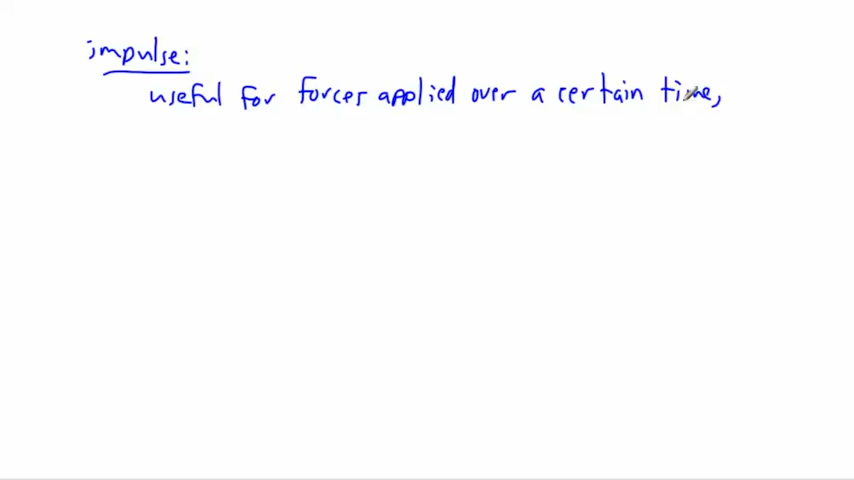 impulse:
useful for forces applied over a certain time,